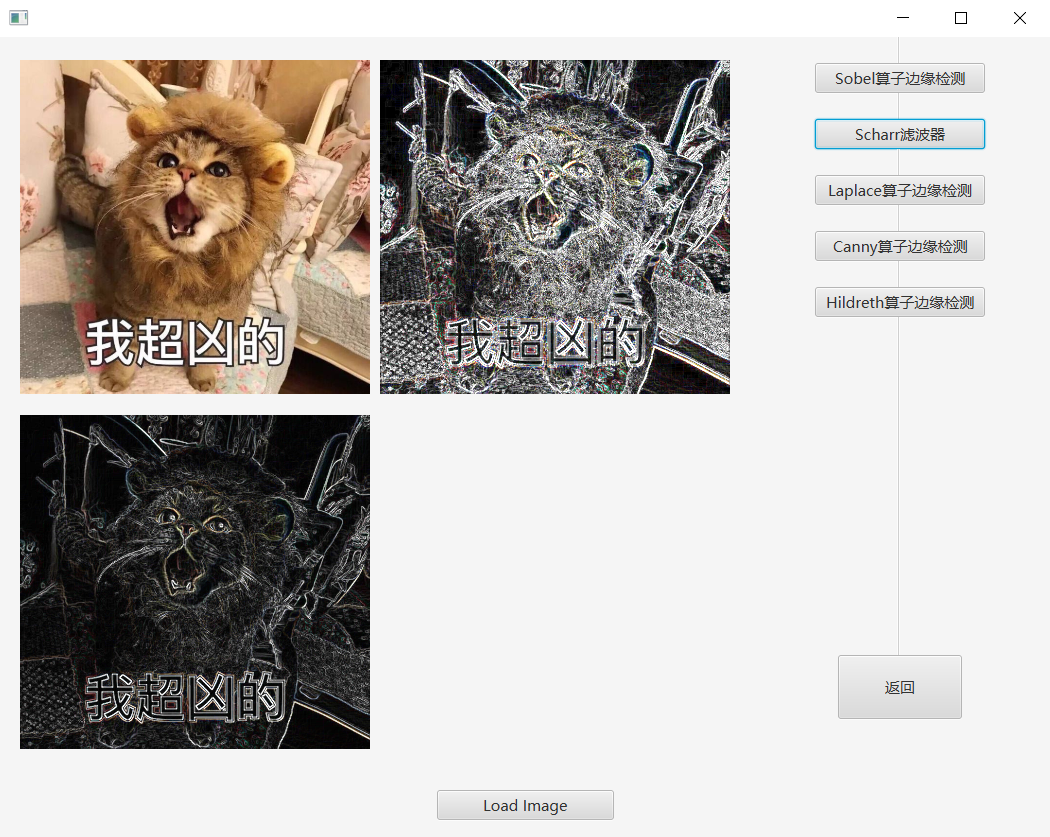 我超凶的
我超凶的
我超凶的
Sobel算子边缘检测
Scharr滤波器
Laplace算子边缘检测
Canny算子边缘检测
Hildreth算子边缘检测
返回
Load Image